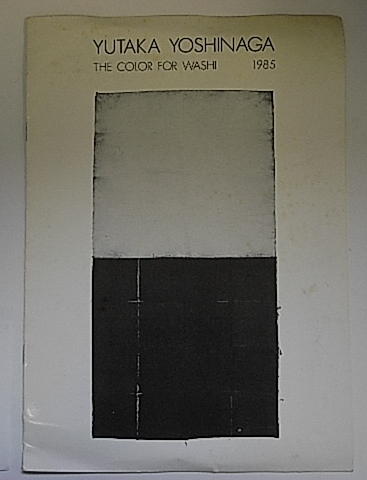 YUTAKA YOSHINAGA
THE COLOR FOR WASHI 1985